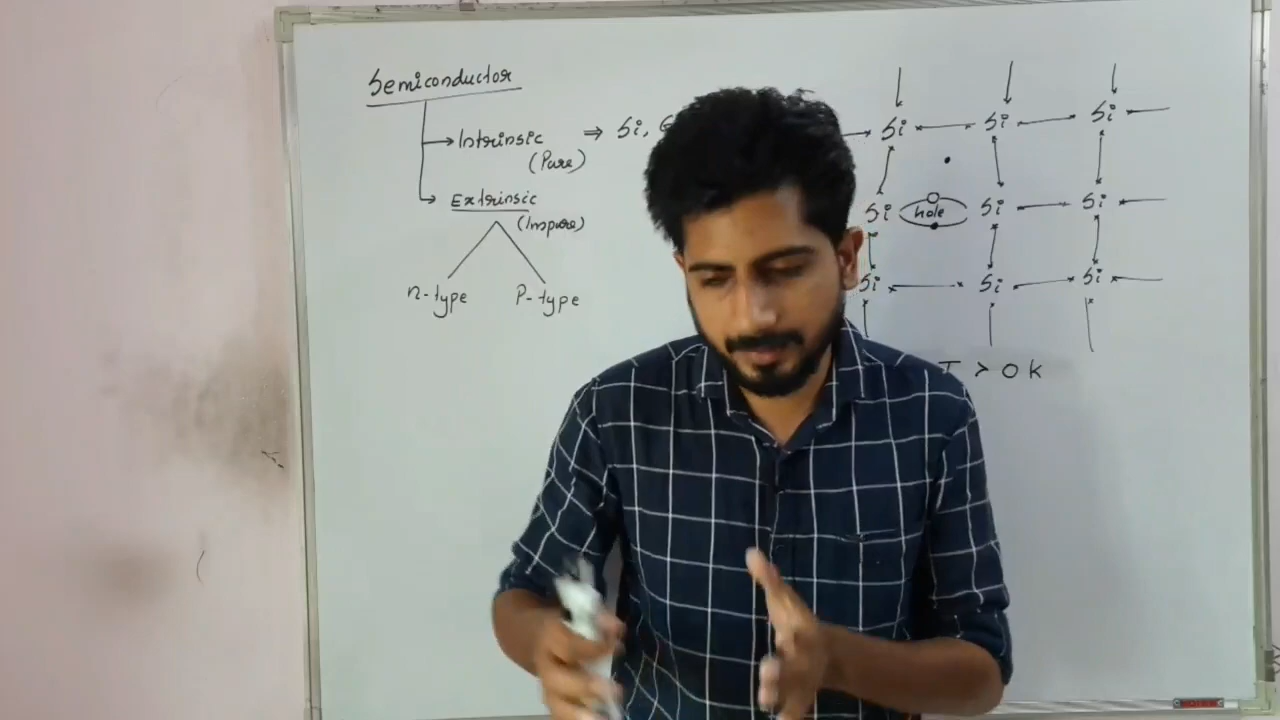 Semiconductor
Intrinsic ⇒ Si,
(Pure)
Extrinsic
(Impure)
n-type P-type
Si Si Si
Si hole Si Si
Si Si Si
T > 0 k